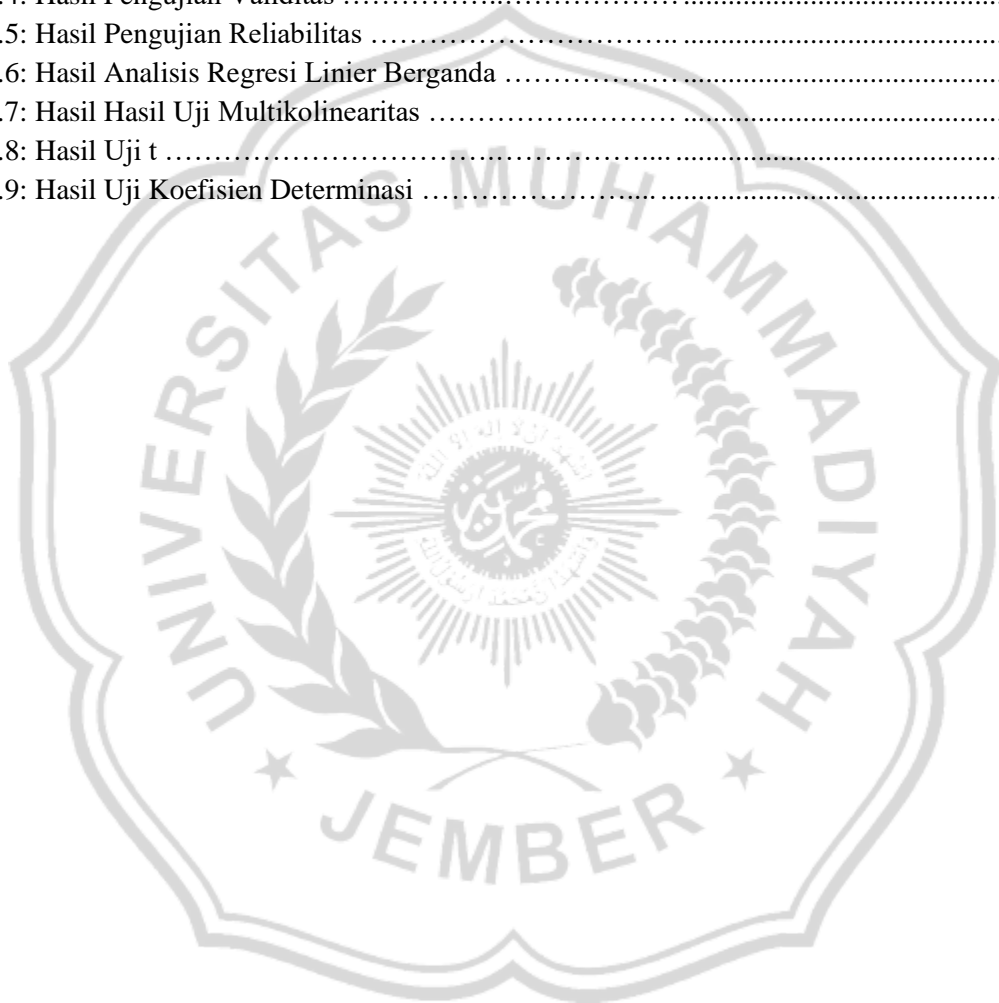 .4: Hasil Pengujian Validitas ……………..……………… ..........................................
.5: Hasil Pengujian Reliabilitas ………………………….. ..........................................
.6: Hasil Analisis Regresi Linier Berganda ……………… ..........................................
.7: Hasil Hasil Uji Multikolinearitas ……………..……… ..........................................
.8: Hasil Uji t …………………………………………..... ..........................................
.9: Hasil Uji Koefisien Determinasi …………………..... ..........................................
UNIVERSITAS MUHAMMADIYAH
JEMBER